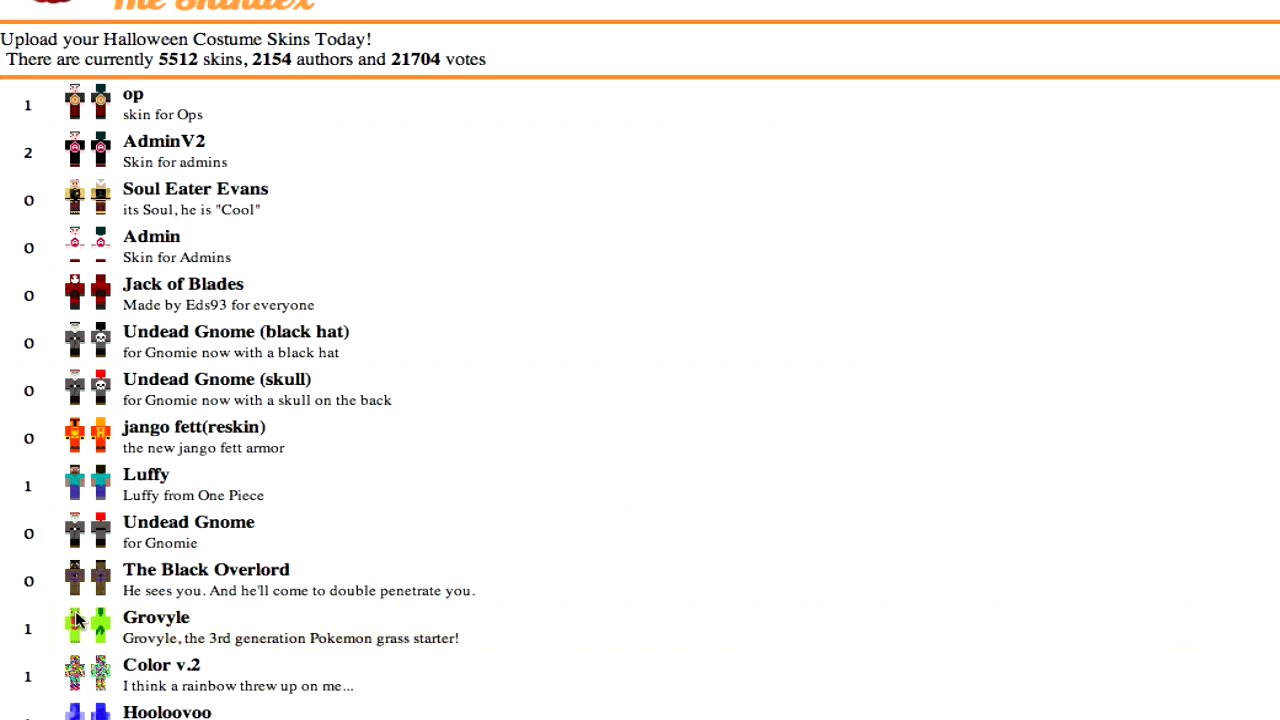 The Skindex
Upload your Halloween Costume Skins Today!
There are currently 5512 skins, 2154 authors and 21704 votes
1
op
skin for Ops
2
AdminV2
Skin for admins
0
Soul Eater Evans
its Soul, he is "Cool"
0
Admin
Skin for Admins
0
Jack of Blades
Made by Eds93 for everyone
0
Undead Gnome (black hat)
for Gnomie now with a black hat
0
Undead Gnome (skull)
for Gnomie now with a skull on the back
0
jango fett(reskin)
the new jango fett armor
1
Luffy
Luffy from One Piece
0
Undead Gnome
for Gnomie
0
The Black Overlord
He sees you. And he'll come to double penetrate you.
1
Grovyle
Grovyle, the 3rd generation Pokemon grass starter!
1
Color v.2
I think a rainbow threw up on me...
Hooloovoo